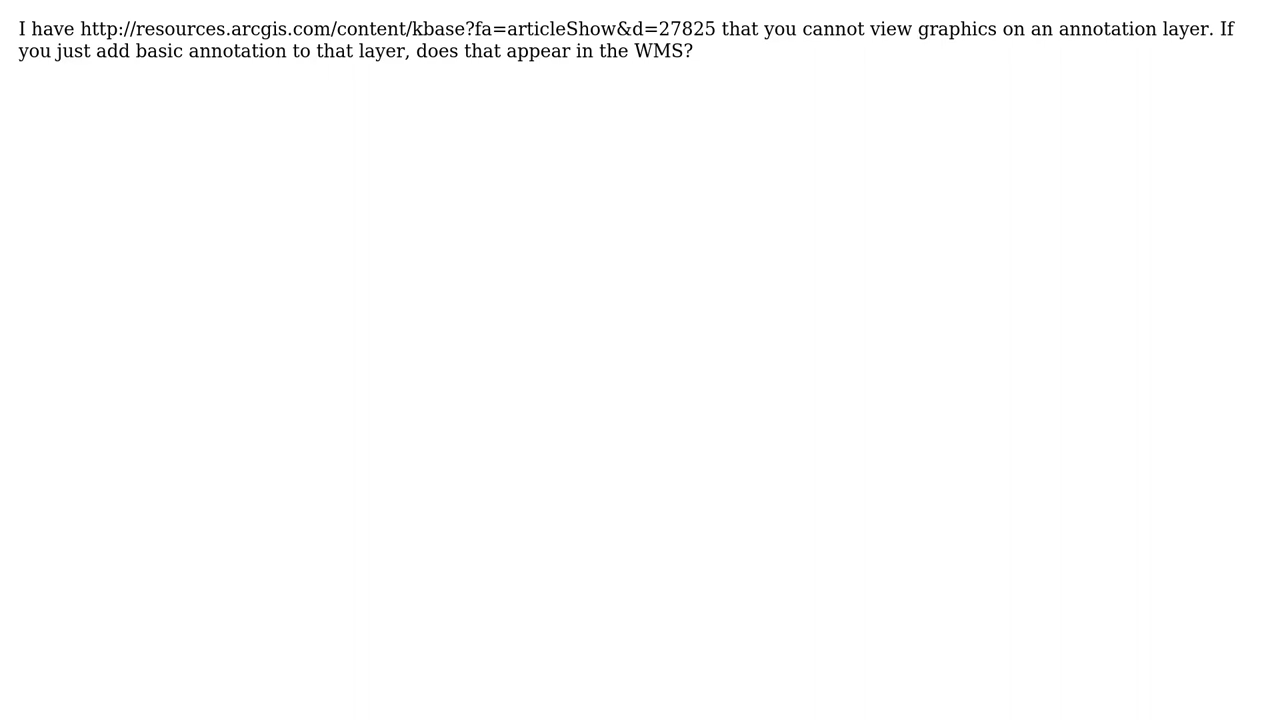 I have http://resources.arcgis.com/content/kbase?fa=articleShow&d=27825 that you cannot view graphics on an annotation layer. If
you just add basic annotation to that layer, does that appear in the WMS?